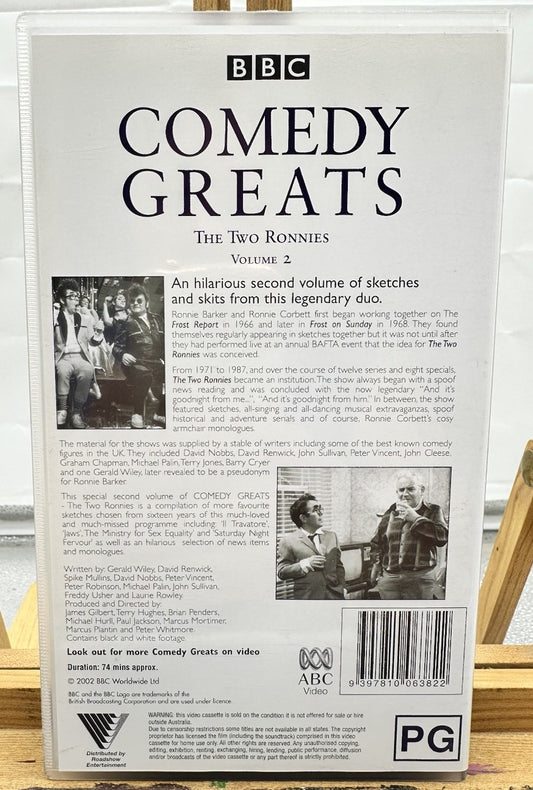 BBC
COMEDY
GREATS
THE TWO RONNIES
VOLUME 2
An hilarious second volume of sketches
and skits from this legendary duo.
Ronnie Barker and Ronnie Corbett first began working together on The
Frost Report in 1966 and later in Frost on Sunday in 1968. They found
themselves regularly appearing in sketches together but it was not until after
they had performed live at an annual BAFTA event that the idea for The Two
Ronnies was conceived.
From 1971 to 1987, and over the course of twelve series and eight specials,
The Two Ronnies became an institution. The show always began with a spoof
news reading and was concluded with the now legendary "And it's
goodnight from me...", "And it's goodnight from him." In between, the show
featured sketches, all-singing and all-dancing musical extravaganzas, spoof
historical and adventure serials and of course, Ronnie Corbett's cosy
armchair monologues.
The material for the shows was supplied by a stable of writers including some of the best known comedy
figures in the UK. They included David Nobbs, David Renwick, John Sullivan, Peter Vincent, John Cleese,
Graham Chapman, Michael Palin, Terry Jones, Barry Cryer
and one Gerald Wiley, later revealed to be a pseudonym
for Ronnie Barker.
This special second volume of COMEDY GREATS
- The Two Ronnies is a compilation of more favourite
sketches chosen from sixteen years of this much-loved
and much-missed programme including 'Il Travatore',
'Jaws', The Ministry for Sex Equality' and 'Saturday Night
Fervour' as well as an hilarious selection of news items
and monologues.
Written by: Gerald Wiley, David Renwick,
Spike Mullins, David Nobbs, Peter Vincent,
Peter Robinson, Michael Palin, John Sullivan,
Freddy Usher and Laurie Rowley.
Produced and Directed by:
James Gilbert, Terry Hughes, Brian Penders,
Michael Hurll, Paul Jackson, Marcus Mortimer,
Marcus Plantin and Peter Whitmore.
Contains black and white footage.
Look out for more Comedy Greats on video
Duration: 74 mins approx.
© 2002 BBC Worldwide Ltd
BBC and the BBC Logo are trademarks of the
British Broadcasting Corporation and are used under licence.
ABC
Video
9 397810 063822
Distributed by
Roadshow
Entertainment
WARNING: this video cassette is sold on the condition it is not offered for sale or hire
outside Australia.
Due to censorship restrictions some titles are not available in all states. The copyright
proprietor has licensed the film (including the soundtrack) comprised in this video
cassette for home use only. All other rights are reserved. Any unauthorised copying,
editing, exhibition, renting, exchanging, hiring, lending, public performance, diffusion
and/or broadcasts of the video cassette or any part thereof is strictly prohibited.
PG